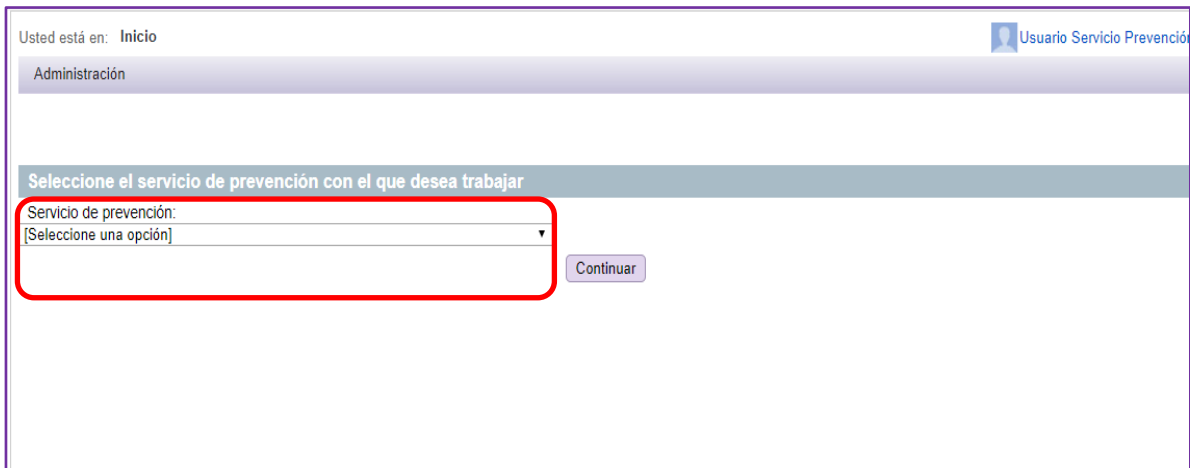 Usted está en: Inicio
Usuario Servicio Prevención
Administración
Seleccione el servicio de prevención con el que desea trabajar
Servicio de prevención:
[Seleccione una opción]
Continuar